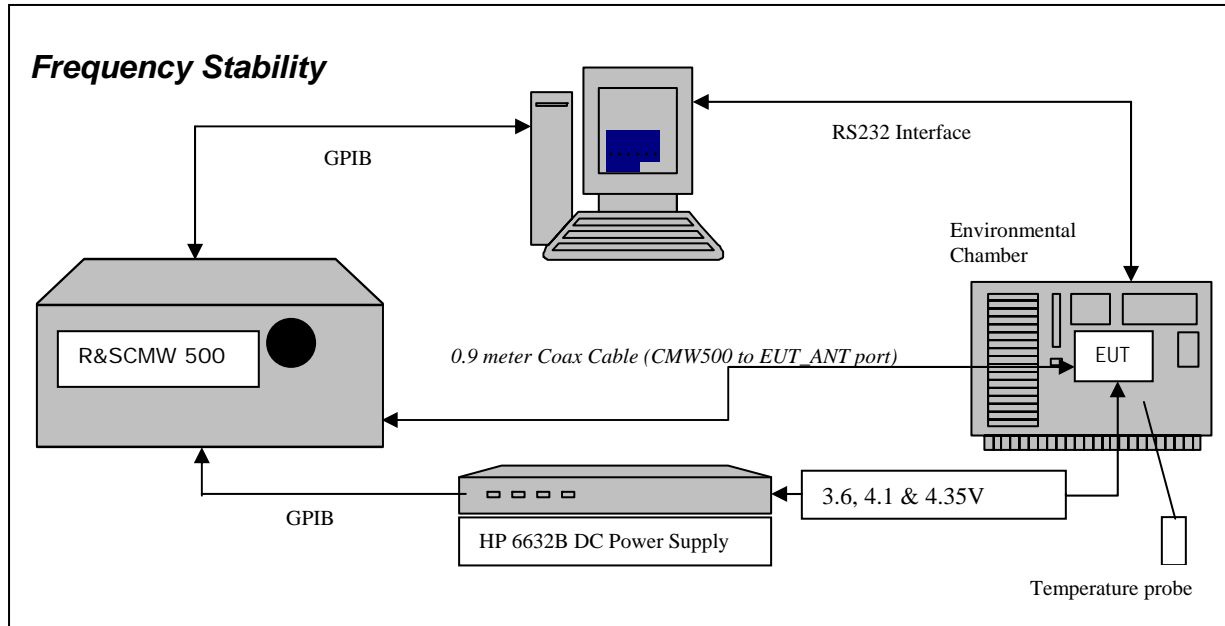 Frequency Stability
GPIB
RS232 Interface
Environmental
Chamber
R&SCMW 500
0.9 meter Coax Cable (CMW500 to EUT_ANT port)
EUT
3.6, 4.1 & 4.35V
GPIB
HP 6632B DC Power Supply
Temperature probe